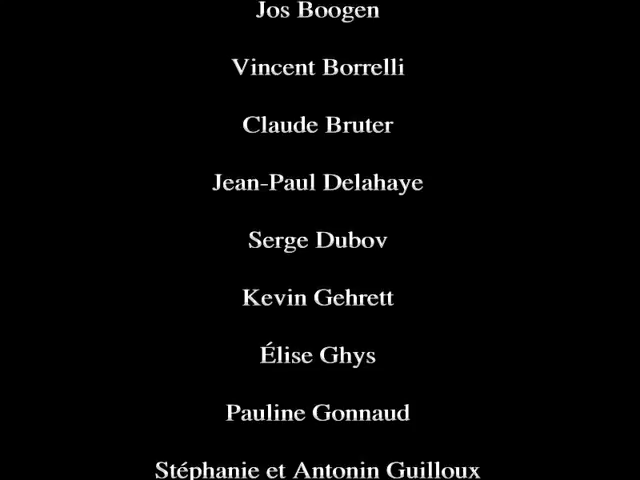 Jos Boogen
Vincent Borrelli
Claude Bruter
Jean-Paul Delahaye
Serge Dubov
Kevin Gehrett
Élise Ghys
Pauline Gonnaud
Stéphanie et Antonin Guilloux